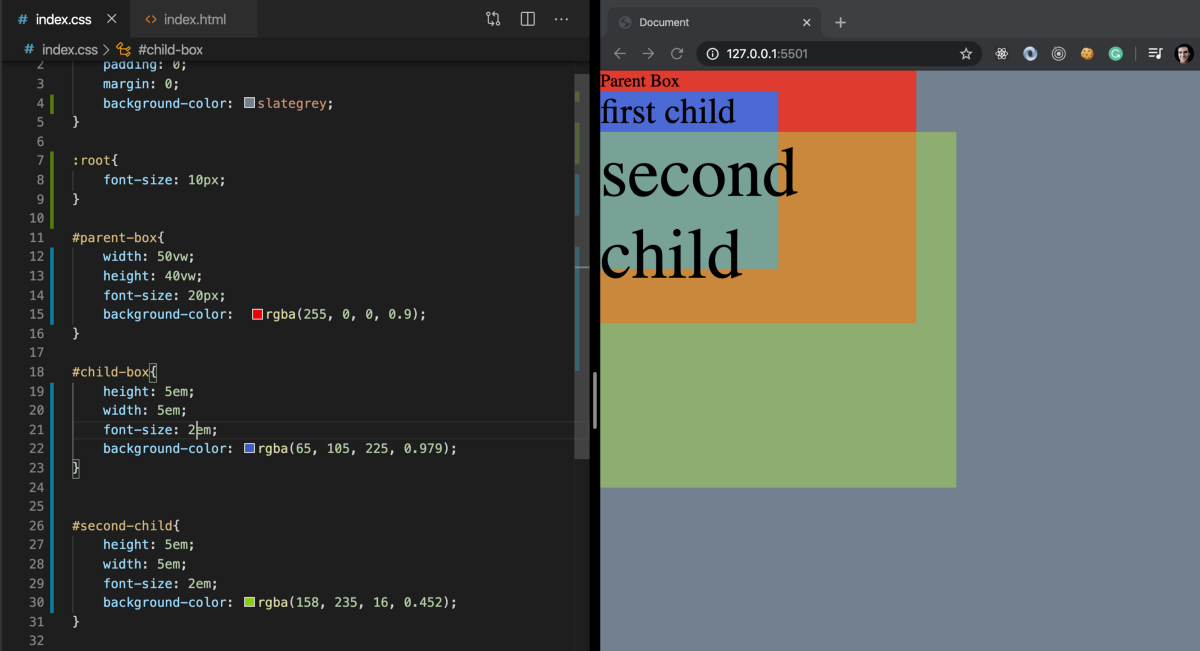 # index.css × <> index.html ...
# index.css > #child-box
2 padding: 0;
3 margin: 0;
4 background-color: slategrey;
5 }
6
7 :root{
8 font-size: 10px;
9 }
10
11 #parent-box{
12 width: 50vw;
13 height: 40vw;
14 font-size: 20px;
15 background-color: rgba(255, 0, 0, 0.9);
16 }
17
18 #child-box{
19 height: 5em;
20 width: 5em;
21 font-size: 2em;
22 background-color: rgba(65, 105, 225, 0.979);
23 }
24
25
26 #second-child{
27 height: 5em;
28 width: 5em;
29 font-size: 2em;
30 background-color: rgba(158, 235, 16, 0.452);
31 }
32
Document
127.0.0.1:5501
Parent Box
first child
second
child